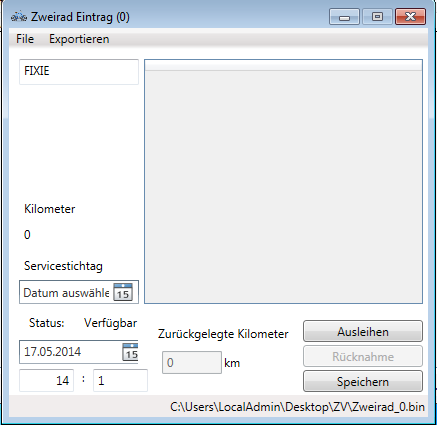 Zweirad Eintrag (0)
File Exportieren
FIXIE
Kilometer
0
Servicestichtag
Datum auswähle 15
Status: Verfügbar
17.05.2014 15
14 : 1
Zurückgelegte Kilometer
0 km
Ausleihen
Rücknahme
Speichern
C:\Users\LocalAdmin\Desktop\ZV\Zweirad_0.bin